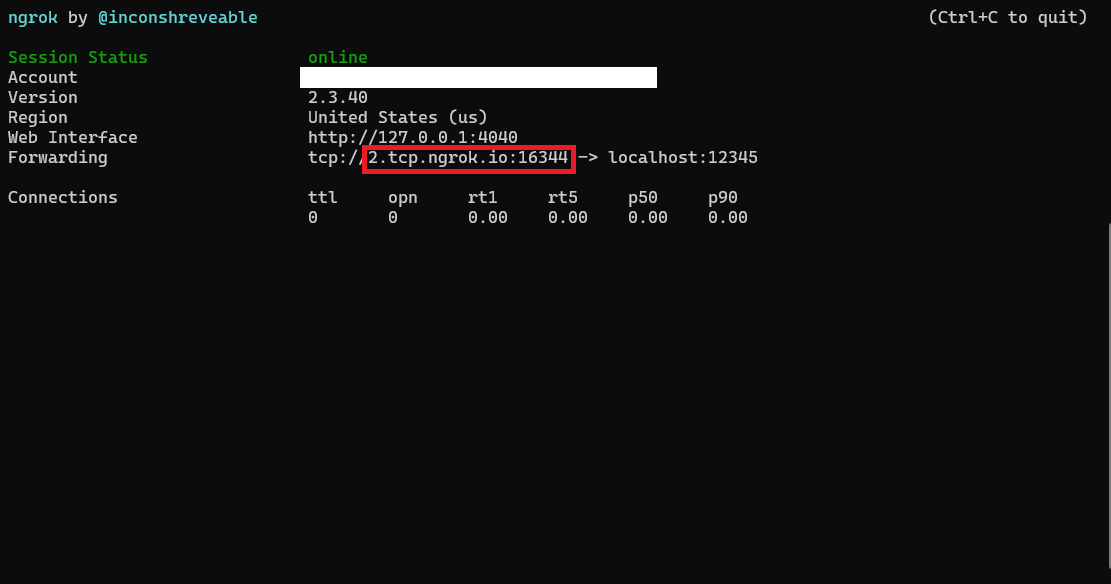 ngrok by @inconshreveable (Ctrl+C to quit)
Session Status online
Account
Version 2.3.40
Region United States (us)
Web Interface http://127.0.0.1:4040
Forwarding tcp://2.tcp.ngrok.io:16344 -> localhost:12345
Connections ttl opn rt1 rt5 p50 p90
0 0 0.00 0.00 0.00 0.00